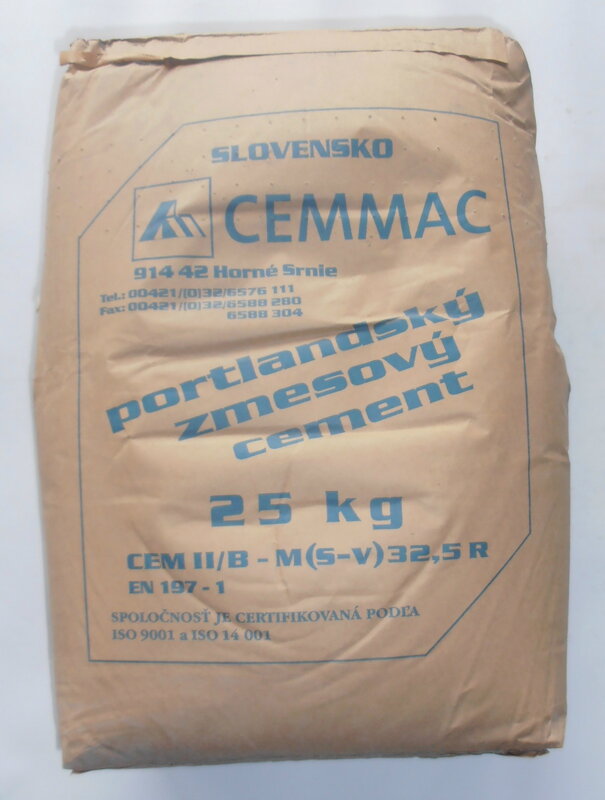 SLOVENSKO
CEMMAC
914 42 Horné Srnie
Tel.: 00421/(0)32/6576 111
Fax: 00421/(0)32/6588 280
6588 304
portlandský
zmesový
cement
25 kg
CEM II/B - M(S-V)32,5 R
EN 197 - 1
SPOLOČNOSŤ JE CERTIFIKOVANÁ PODĽA
ISO 9001 a ISO 14 001